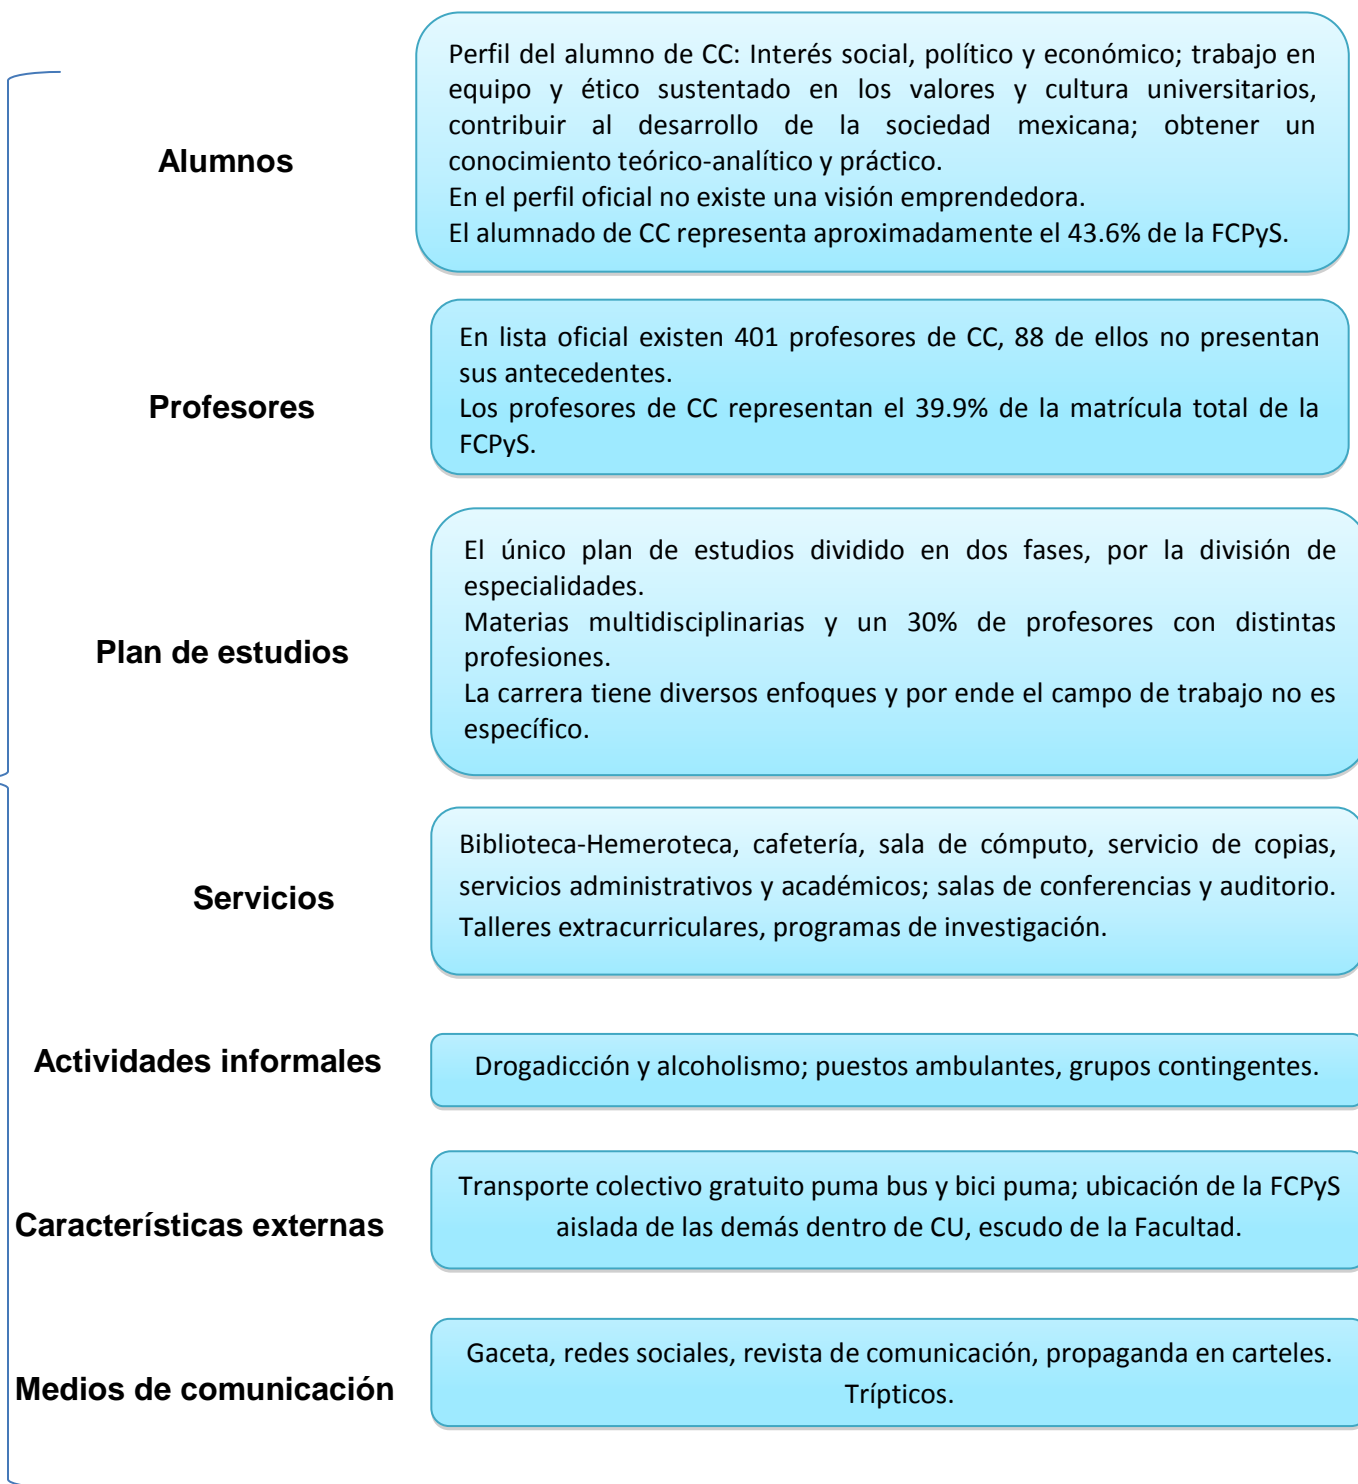 Alumnos
Perfil del alumno de CC: Interés social, político y económico; trabajo en
equipo y ético sustentado en los valores y cultura universitarios,
contribuir al desarrollo de la sociedad mexicana; obtener un
conocimiento teórico-analítico y práctico.
En el perfil oficial no existe una visión emprendedora.
El alumnado de CC representa aproximadamente el 43.6% de la FCPyS.
Profesores
En lista oficial existen 401 profesores de CC, 88 de ellos no presentan
sus antecedentes.
Los profesores de CC representan el 39.9% de la matrícula total de la
FCPyS.
Plan de estudios
El único plan de estudios dividido en dos fases, por la división de
especialidades.
Materias multidisciplinarias y un 30% de profesores con distintas
profesiones.
La carrera tiene diversos enfoques y por ende el campo de trabajo no es
específico.
Servicios
Biblioteca-Hemeroteca, cafetería, sala de cómputo, servicio de copias,
servicios administrativos y académicos; salas de conferencias y auditorio.
Talleres extracurriculares, programas de investigación.
Actividades informales
Drogadicción y alcoholismo; puestos ambulantes, grupos contingentes.
Características externas
Transporte colectivo gratuito puma bus y bici puma; ubicación de la FCPyS
aislada de las demás dentro de CU, escudo de la Facultad.
Medios de comunicación
Gaceta, redes sociales, revista de comunicación, propaganda en carteles.
Trípticos.